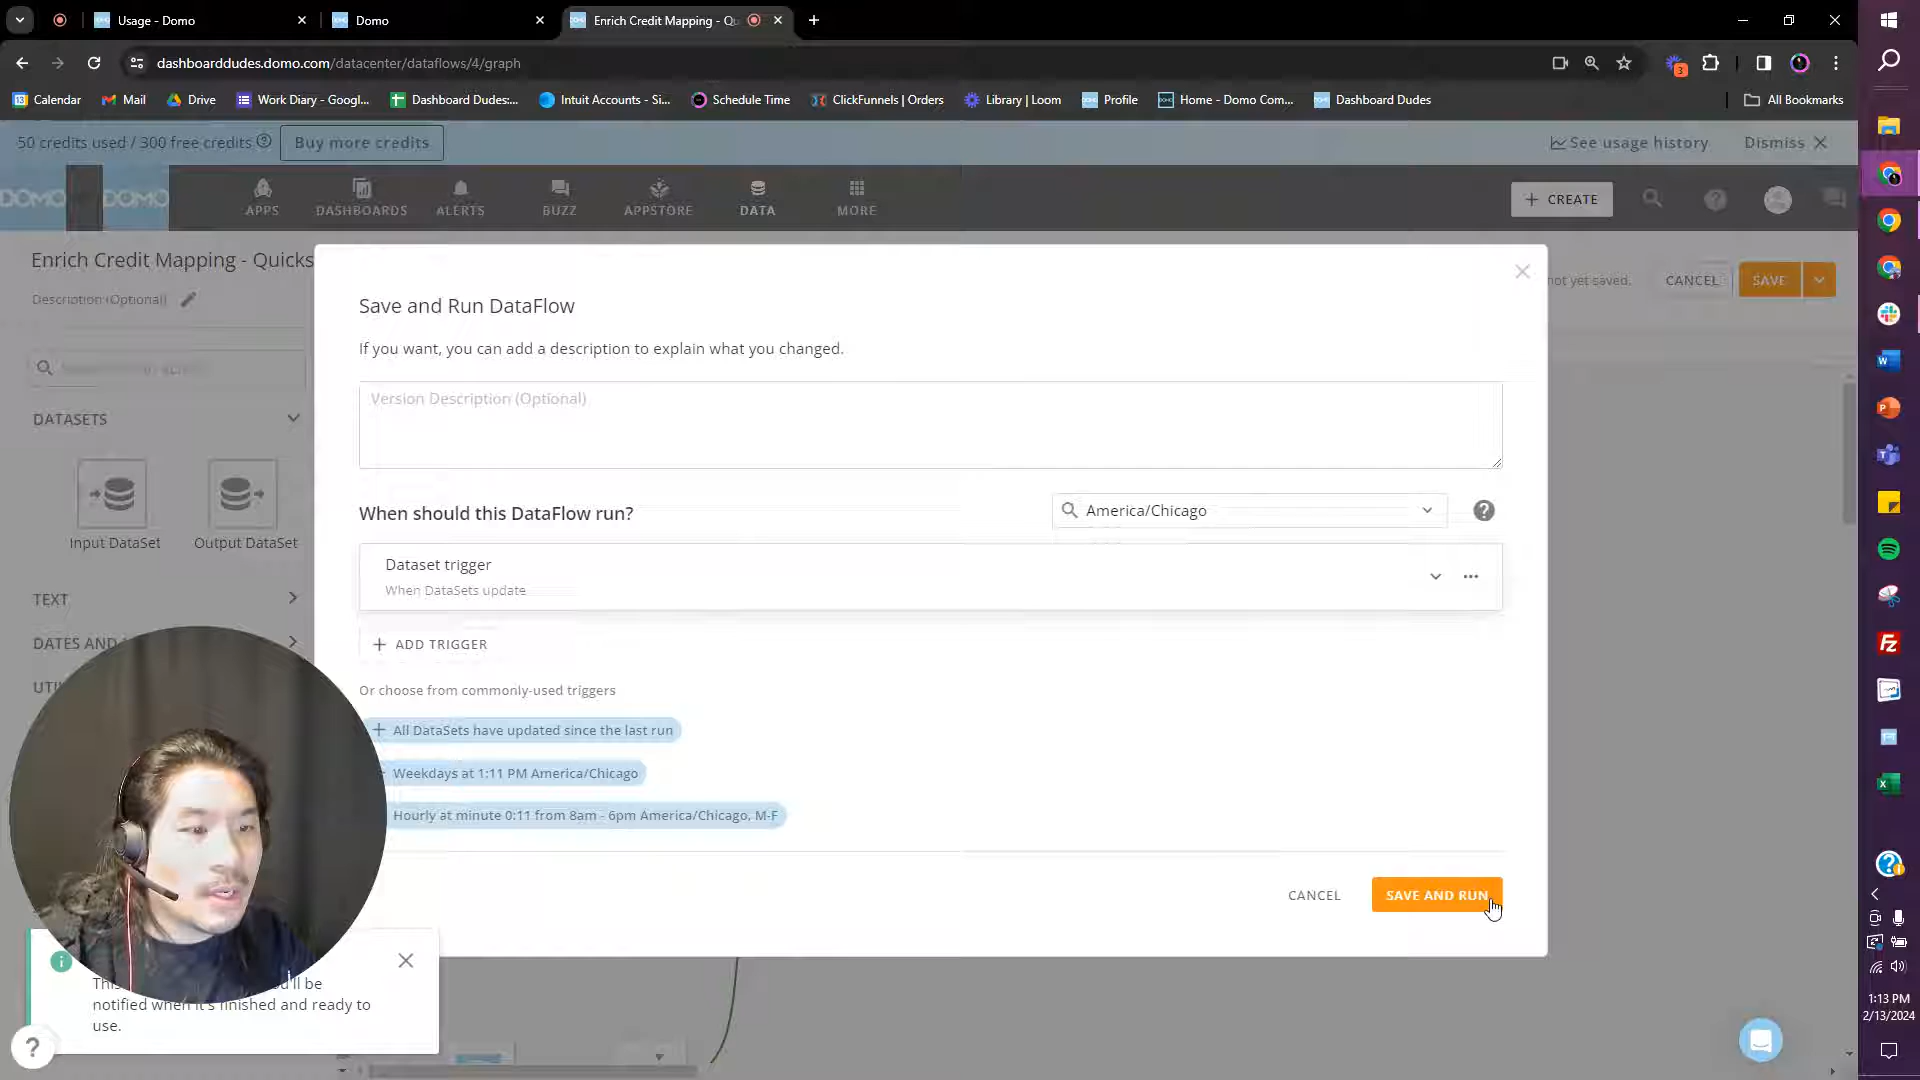 Usage - Domo
Domo
Enrich Credit Mapping - Qu
dashboarddudes.domo.com/datacenter/dataflows/4/graph
Calendar
Mail
Drive
Work Diary - Googl...
Dashboard Dudes:...
Intuit Accounts - Si...
Schedule Time
ClickFunnels | Orders
Library | Loom
Profile
Home - Domo Com...
Dashboard Dudes
All Bookmarks
50 credits used / 300 free credits
Buy more credits
See usage history
Dismiss
DOMO
DOMO
APPS
DASHBOARDS
ALERTS
BUZZ
APPSTORE
DATA
MORE
+ CREATE
Enrich Credit Mapping - Quicks
Description (Optional)
not yet saved.
CANCEL
SAVE
Save and Run DataFlow
If you want, you can add a description to explain what you changed.
Version Description (Optional)
DATASETS
Input DataSet
Output DataSet
TEXT
DATES AND
When should this DataFlow run?
America/Chicago
Dataset trigger
When DataSets update
+ ADD TRIGGER
Or choose from commonly-used triggers
+ All DataSets have updated since the last run
Weekdays at 1:11 PM America/Chicago
Hourly at minute 0:11 from 8am - 6pm America/Chicago, M-F
CANCEL
SAVE AND RUN
notified when it's finished and ready to
use.
1:13 PM
2/13/2024